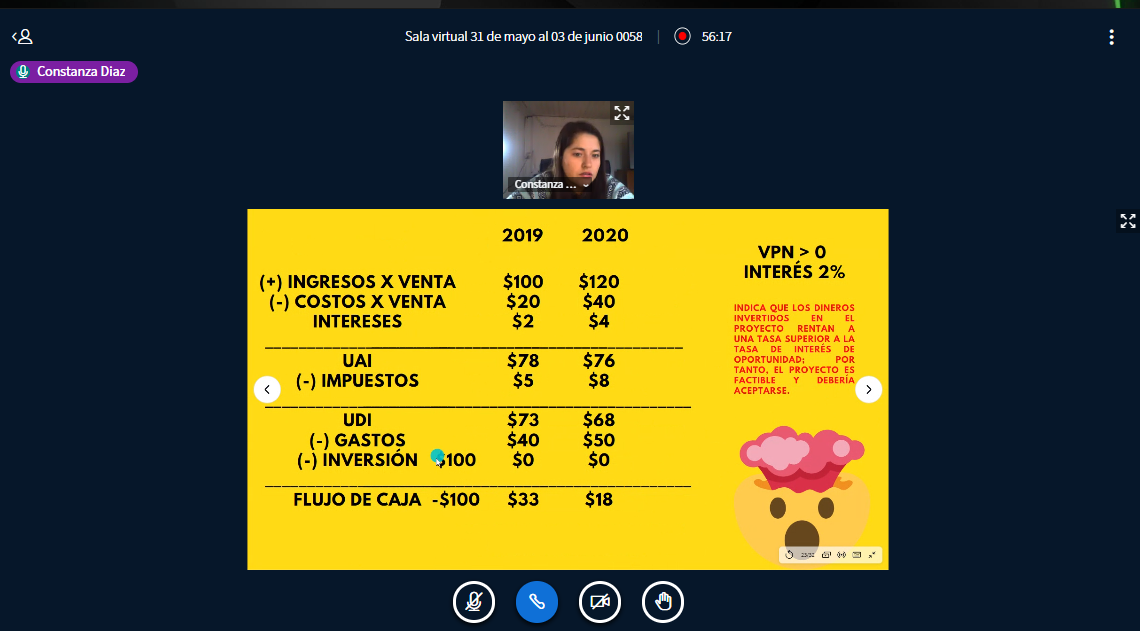 Sala virtual 31 de mayo al 03 de junio 0058
56:17
Constanza Diaz
Constanza ...
2019 2020
(+) INGRESOS X VENTA $100 $120
(-) COSTOS X VENTA $20 $40
INTERESES $2 $4
UAI $78 $76
(-) IMPUESTOS $5 $8
UDI $73 $68
(-) GASTOS $40 $50
(-) INVERSIÓN $100 $0 $0
FLUJO DE CAJA -$100 $33 $18
VPN > 0
INTERÉS 2%
INDICA QUE LOS DINEROS
INVERTIDOS EN EL
PROYECTO RENTAN A
UNA TASA SUPERIOR A LA
TASA DE INTERÉS DE
OPORTUNIDAD; POR
TANTO, EL PROYECTO ES
FACTIBLE Y DEBERÍA
ACEPTARSE.